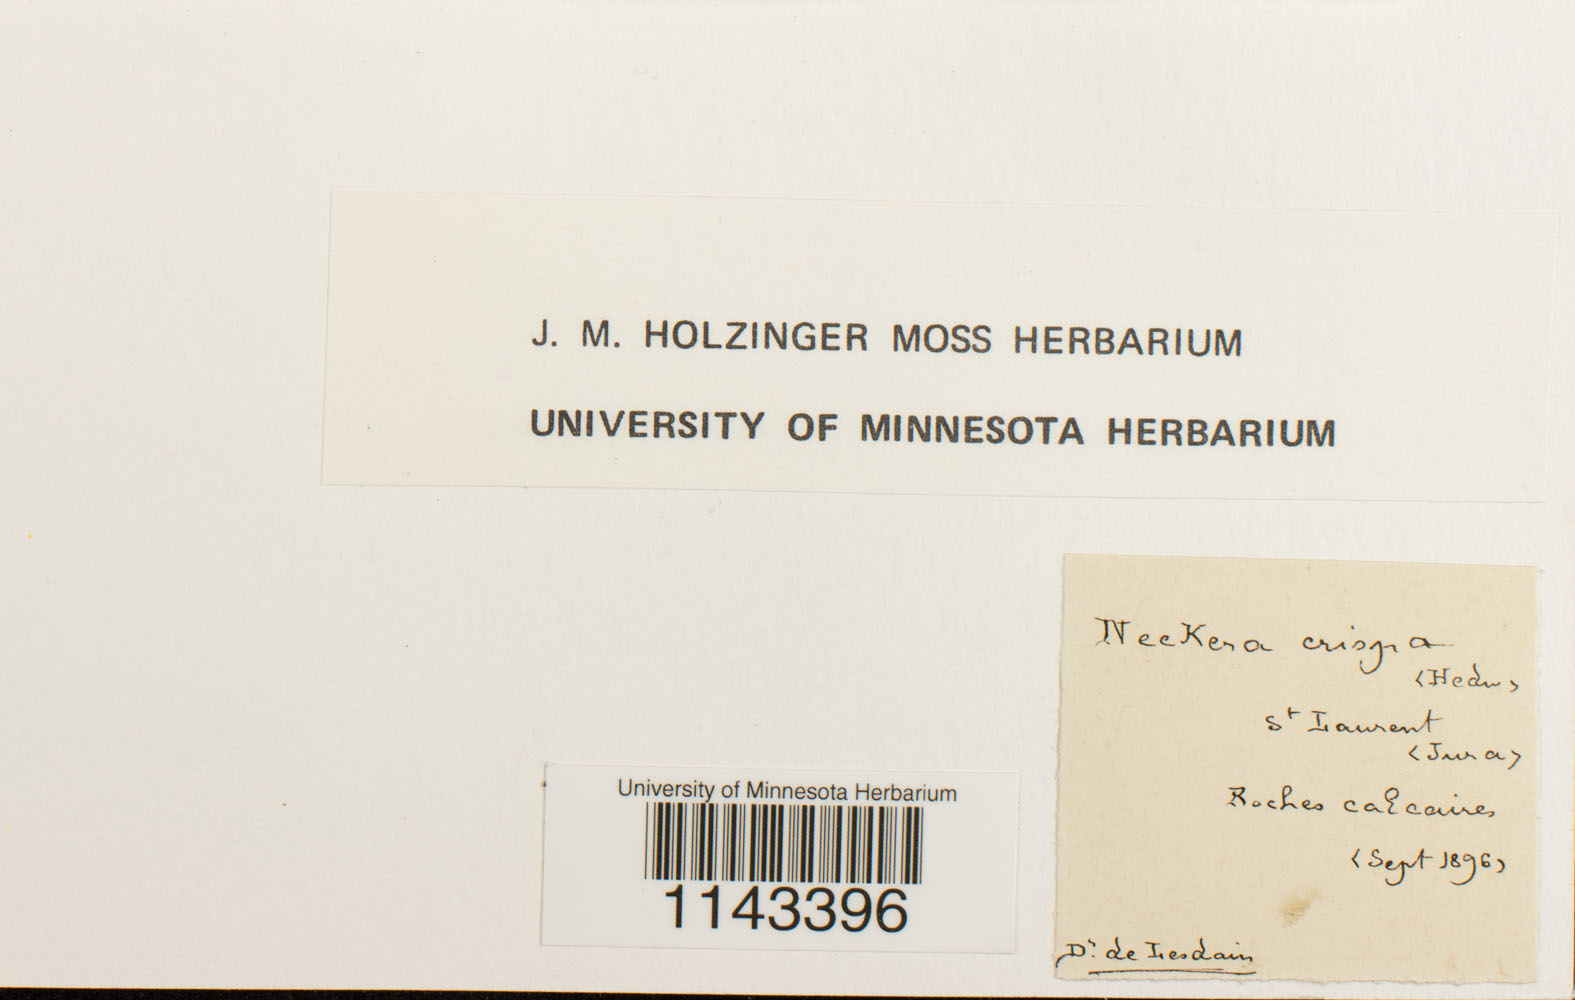 J. M. HOLZINGER MOSS HERBARIUM
UNIVERSITY OF MINNESOTA HERBARIUM
Neckera crispa
(Hedw)
St Laurent
(Jura)
Roches calcaires
(Sept 1896)
Dr. de Lesdain
University of Minnesota Herbarium
1143396